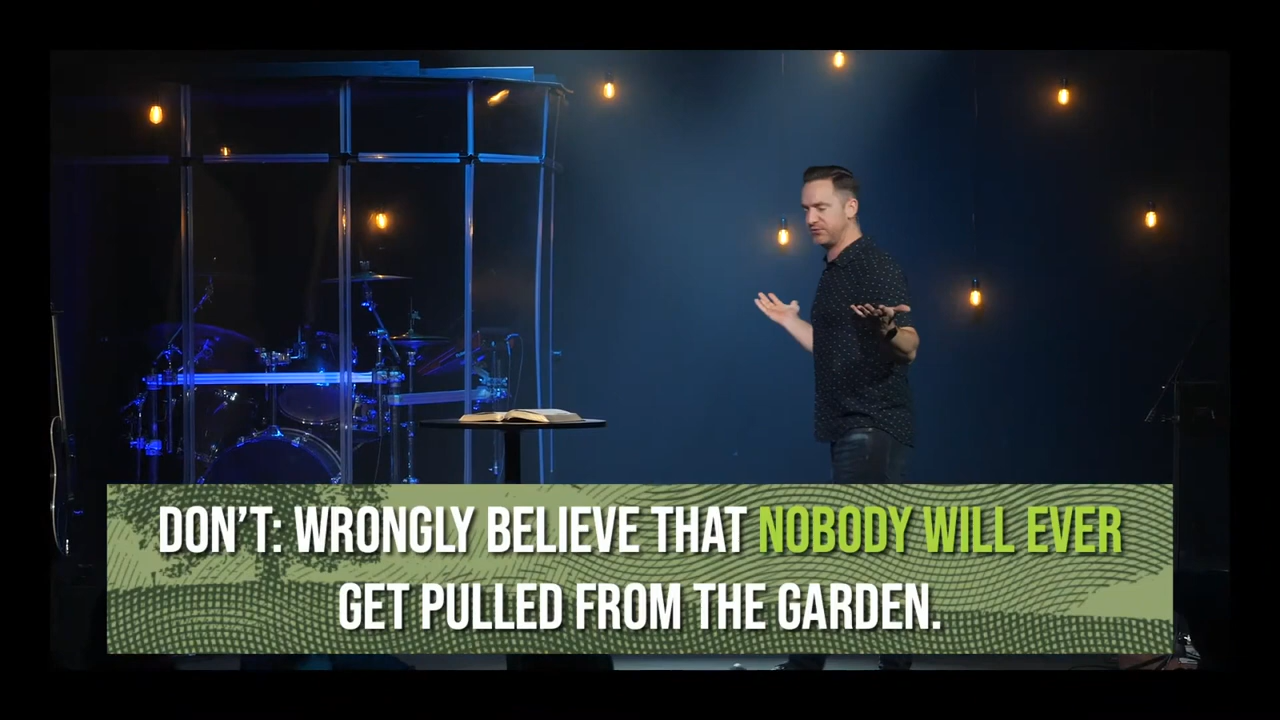 DON'T: WRONGLY BELIEVE THAT NOBODY WILL EVER
GET PULLED FROM THE GARDEN.